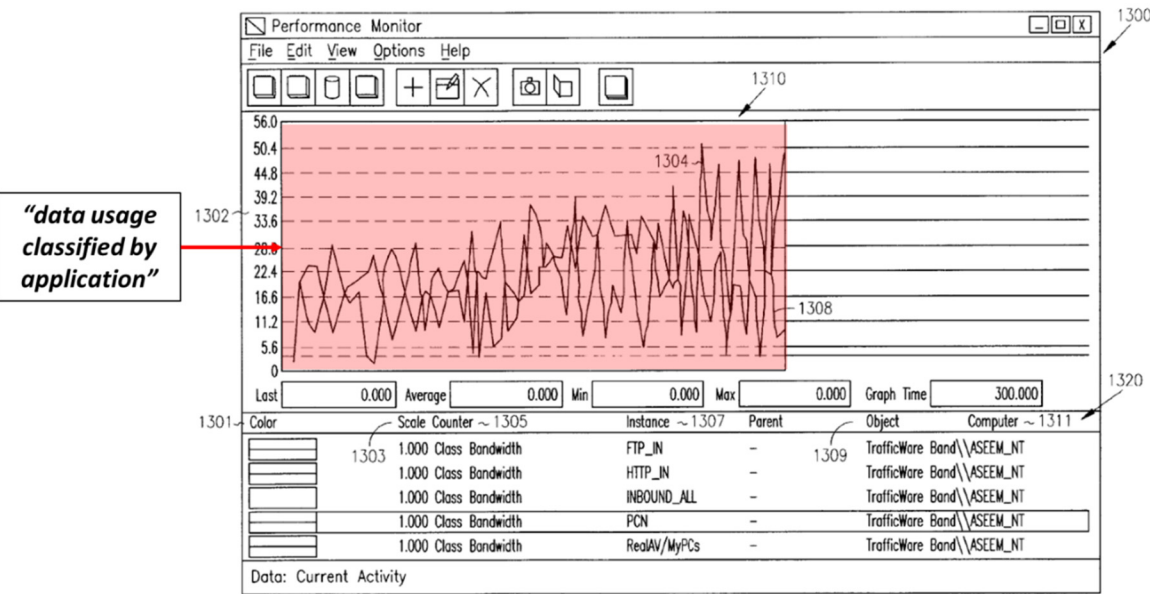 1300
Performance Monitor
File Edit View Options Help
1310
56.0
50.4
1304
44.8
39.2
1302
33.6
"data usage
classified by
application"
22.4
16.6
1308
11.2
5.6
0
Last 0.000 Average 0.000 Min 0.000 Max 0.000 Graph Time 300.000
1320
1301 Color Scale Counter ~ 1305 Instance ~ 1307 Parent Object Computer ~ 1311
1303 1309
1.000 Class Bandwidth FTP_IN - TrafficWare Band\\ASEEM_NT
1.000 Class Bandwidth HTTP_IN - TrafficWare Band\\ASEEM_NT
1.000 Class Bandwidth INBOUND_ALL - TrafficWare Band\\ASEEM_NT
1.000 Class Bandwidth PCN - TrafficWare Band\\ASEEM_NT
1.000 Class Bandwidth RealAV/MyPCs - TrafficWare Band\\ASEEM_NT
Data: Current Activity